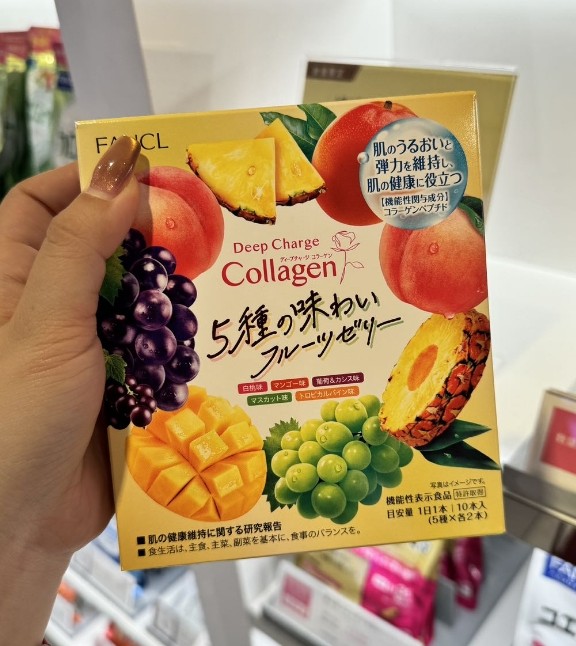 FANCL
肌のうるおいと
弾力を維持し、
肌の健康に役立つ
【機能性関与成分】
コラーゲンペプチド
Deep Charge
ディープチャージ コラーゲン
Collagen
5種の味わい
フルーツゼリー
白桃味 マンゴー味 葡萄&カシス味
マスカット味 トロピカルパイン味
写真はイメージです。
機能性表示食品 特許取得
目安量 1日1本 10本入
(5種×各2本)
■肌の健康維持に関する研究報告
■食生活は、主食、主菜、副菜を基本に、食事のバランスを。